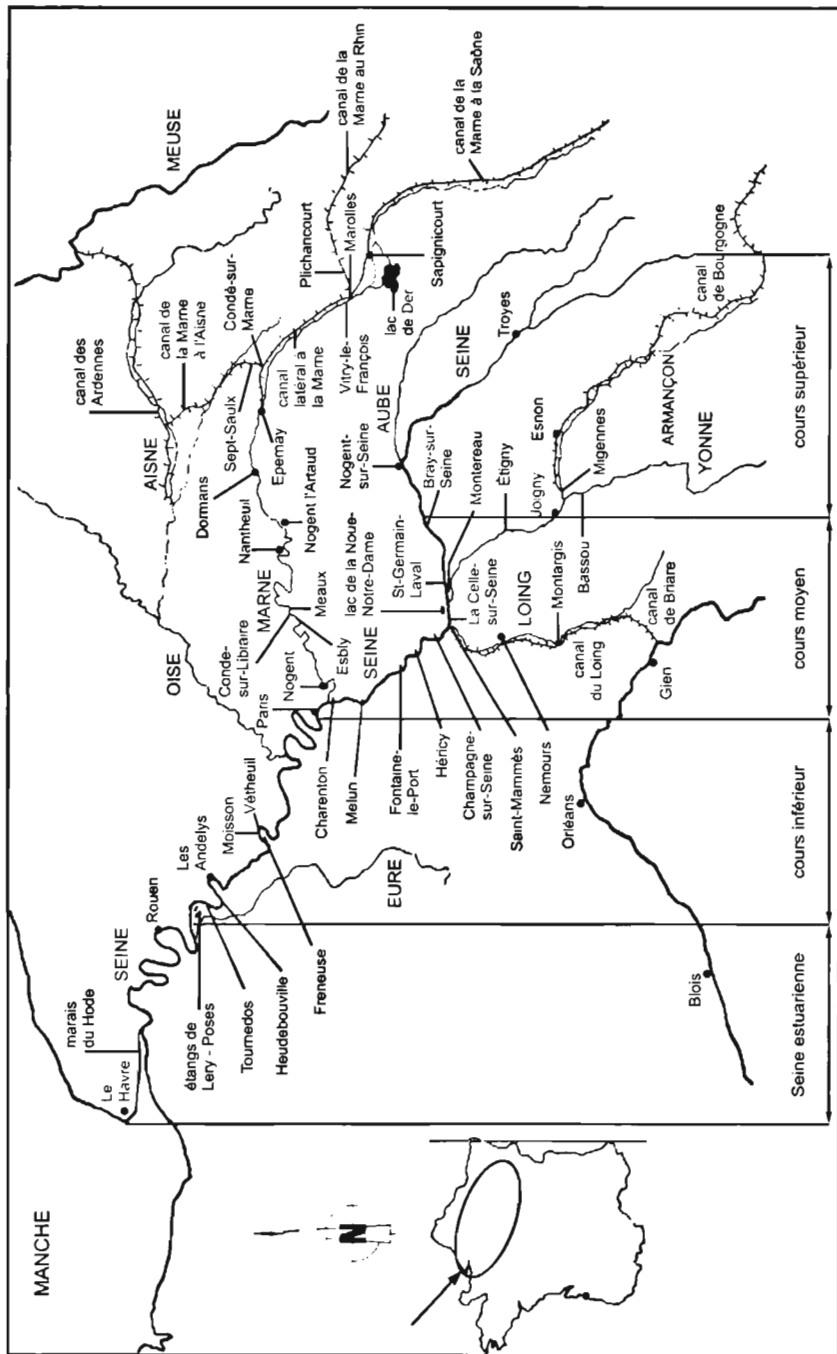 MANCHE
Le
Havre
marais
du Hode
SEINE
Rouen
étangs de
Lery - Poses
Tournedos
Heudebouville
Freneuse
Les
Andelys
Moisson
Vétheuil
EURE
OISE
Paris
Nogent
Charenton
Melun
Fontaine-
le-Port
Héricy
Champagne-
sur-Seine
Saint-Mammès
Nemours
Conde-
sur-Libraire
MARNE
Meaux
Esbly
SEINE
Nantheuil
Nogent l'Artaud
lac de la Noue-
Notre-Dame
St-Germain-
Laval
La Celle-
sur-Seine
LOING
Montargis
canal
du Loing
canal
de Briare
Gien
Orléans
Blois
Dormans
Epernay
Sept-Saulx
AISNE
canal des
Ardennes
canal de
la Marne
à l'Aisne
Condé-sur-
Marne
canal
latéral à
la Marne
Vitry-le-
François
MEUSE
canal de la
Marne au Rhin
Plichancourt
Marolles
canal de la
Marne à la Saône
Sapignicourt
lac
de Der
AUBE
SEINE
Troyes
Nogent-
sur-Seine
Bray-sur-
Seine
Montereau
Étigny
Joigny
Bassou
Migennes
Esnon
ARMANÇON
YONNE
canal
de Bourgogne
N
Seine estuarienne
cours inférieur
cours moyen
cours supérieur